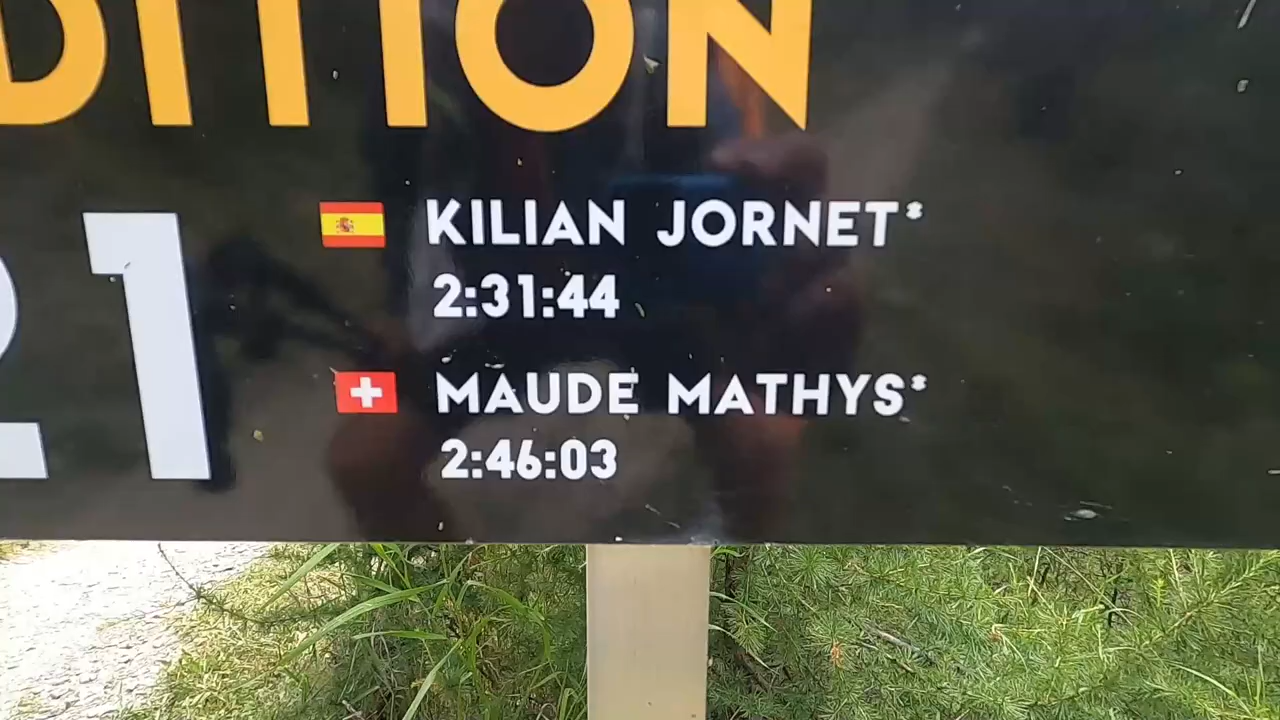 DITION
21
KILIAN JORNET*
2:31:44
MAUDE MATHYS*
2:46:03